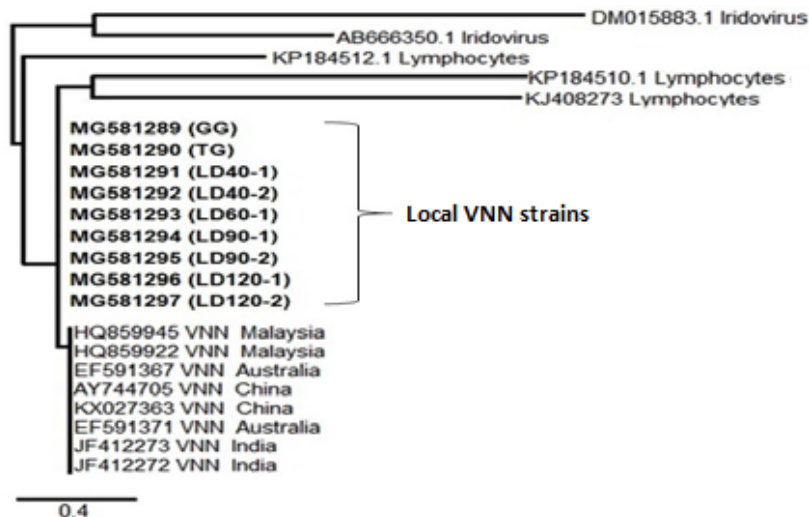 DM015883.1 Iridovirus
AB666350.1 Iridovirus
KP184512.1 Lymphocytes
KP184510.1 Lymphocytes
KJ408273 Lymphocytes
MG581289 (GG)
MG581290 (TG)
MG581291 (LD40-1)
MG581292 (LD40-2)
MG581293 (LD60-1)
MG581294 (LD90-1)
MG581295 (LD90-2)
MG581296 (LD120-1)
MG581297 (LD120-2)
Local VNN strains
HQ859945 VNN Malaysia
HQ859922 VNN Malaysia
EF591367 VNN Australia
AY744705 VNN China
KX027363 VNN China
EF591371 VNN Australia
JF412273 VNN India
JF412272 VNN India
0.4